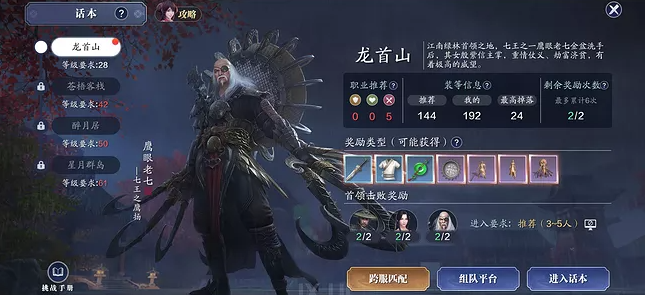 话本
?
攻略
龙首山
等级要求:28
苍梧客栈
等级要求:42
醉月居
等级要求:50
星月群岛
等级要求:61
挑战手册
鹰眼老七
——七王之鹰扬
龙首山
江南绿林首领之地，七王之一鹰眼老七金盆洗手
后，其女殷紫信主掌，重情仗义、劫富济贫，有
着极高的威望。
职业推荐?
0 0 5
装等信息?
推荐 我的 最高掉落
144 192 24
剩余奖励次数?
最多累计6次
2/2
奖励类型（可能获得）?
首领击败奖励
2/2 2/2 2/2
进入要求：推荐（3~5人）
跨服匹配
组队平台
进入话本